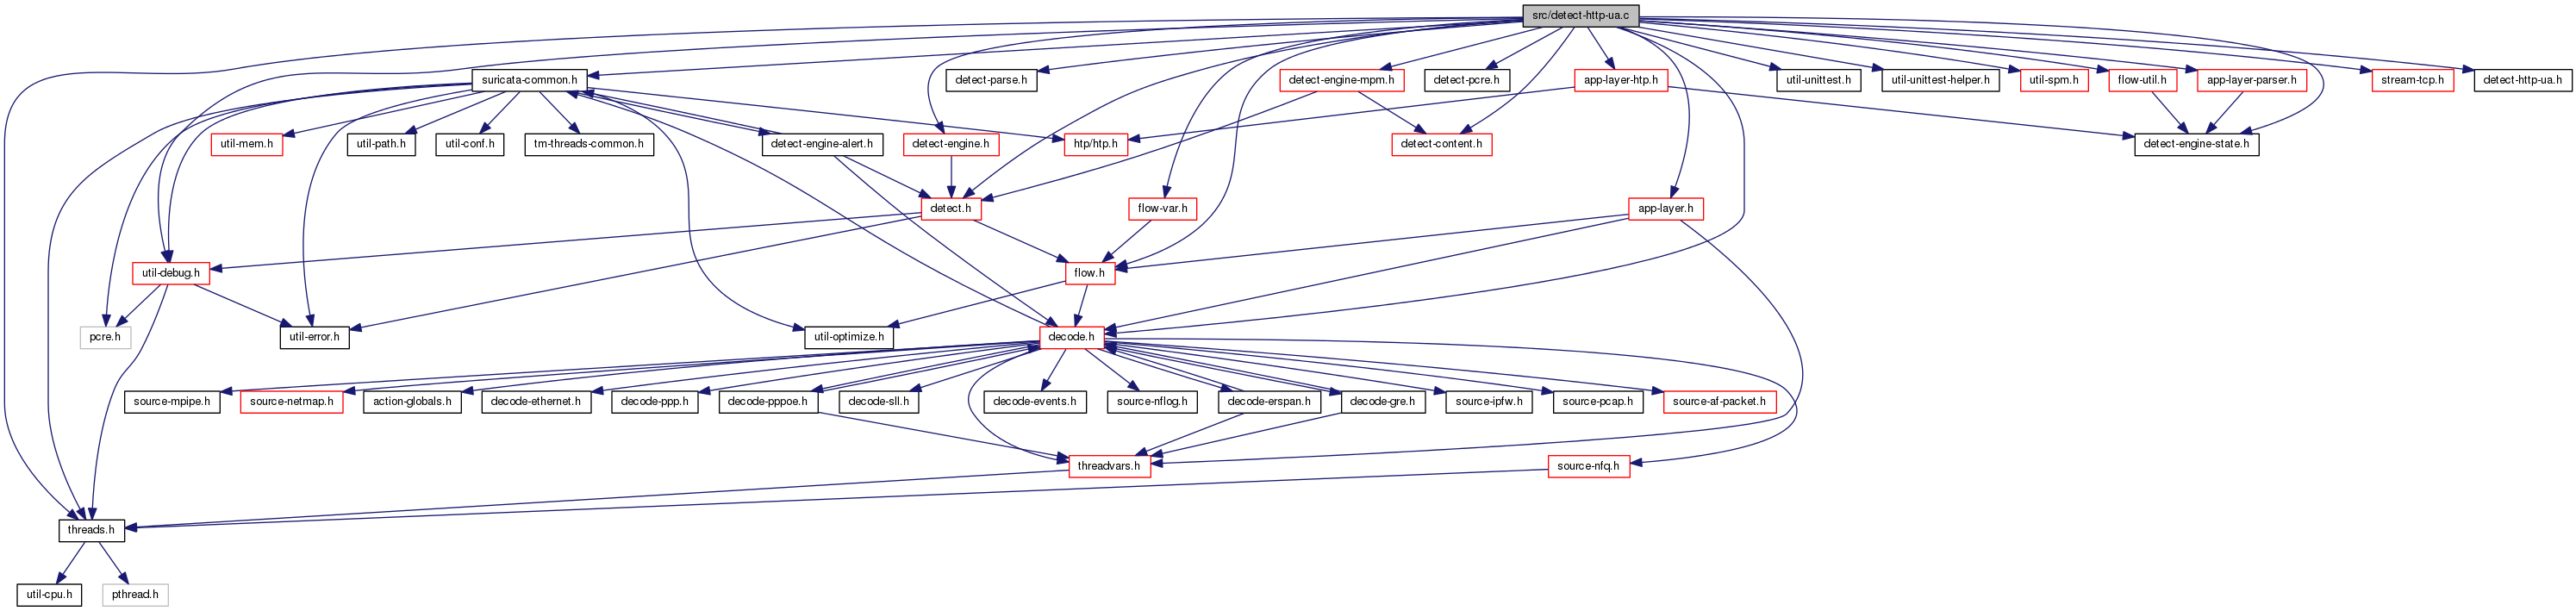 src/detect-http-ua.c
suricata-common.h
detect-parse.h
detect-engine-mpm.h
detect-pcre.h
app-layer-htp.h
util-unittest.h
util-unittest-helper.h
util-spm.h
flow-util.h
app-layer-parser.h
stream-tcp.h
detect-http-ua.h
util-mem.h
util-path.h
util-conf.h
tm-threads-common.h
detect-engine-alert.h
detect-engine.h
htp/htp.h
detect-content.h
detect-engine-state.h
detect.h
flow-var.h
app-layer.h
util-debug.h
flow.h
pcre.h
util-error.h
util-optimize.h
decode.h
source-mpipe.h
source-netmap.h
action-globals.h
decode-ethernet.h
decode-ppp.h
decode-pppoe.h
decode-sll.h
decode-events.h
source-nflog.h
decode-erspan.h
decode-gre.h
source-ipfw.h
source-pcap.h
source-af-packet.h
threadvars.h
source-nfq.h
threads.h
util-cpu.h
pthread.h